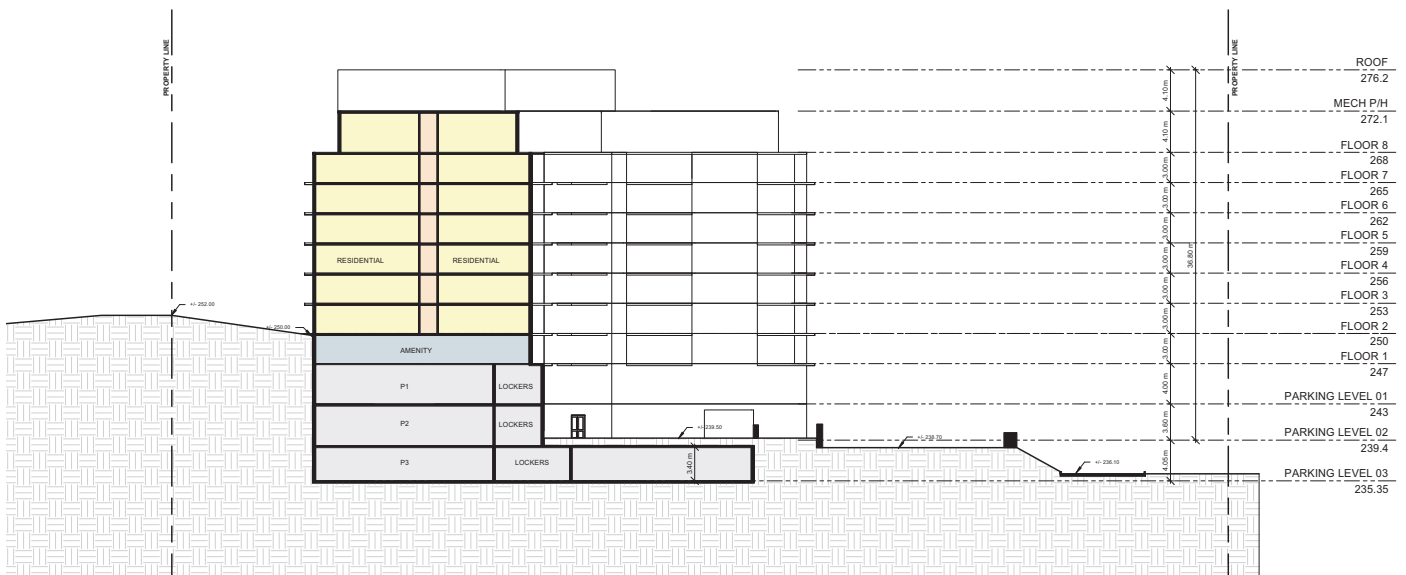 PROPERTY LINE
PROPERTY LINE
ROOF
276.2
4.10 m
MECH P/H
272.1
4.10 m
FLOOR 8
268
3.00 m
FLOOR 7
265
3.00 m
FLOOR 6
262
3.00 m
FLOOR 5
259
RESIDENTIAL
RESIDENTIAL
3.00 m
36.80 m
FLOOR 4
256
3.00 m
FLOOR 3
253
+/- 252.00
3.00 m
FLOOR 2
250
+/- 250.00
AMENITY
3.00 m
FLOOR 1
247
P1
LOCKERS
4.00 m
PARKING LEVEL 01
243
P2
LOCKERS
+/- 239.50
3.60 m
PARKING LEVEL 02
239.4
+/- 238.70
P3
LOCKERS
3.40 m
+/- 236.10
4.05 m
PARKING LEVEL 03
235.35